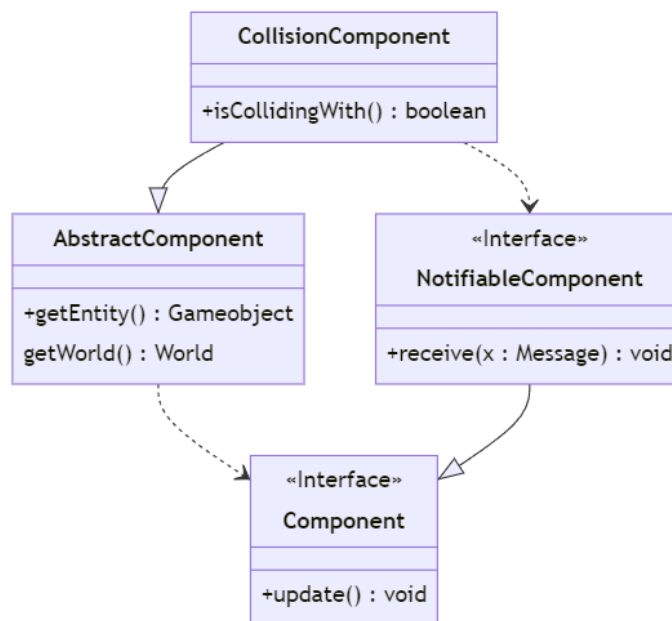 CollisionComponent
+isCollidingWith() : boolean
AbstractComponent
+getEntity() : Gameobject
getWorld() : World
«Interface»
NotifiableComponent
+receive(x : Message) : void
«Interface»
Component
+update() : void